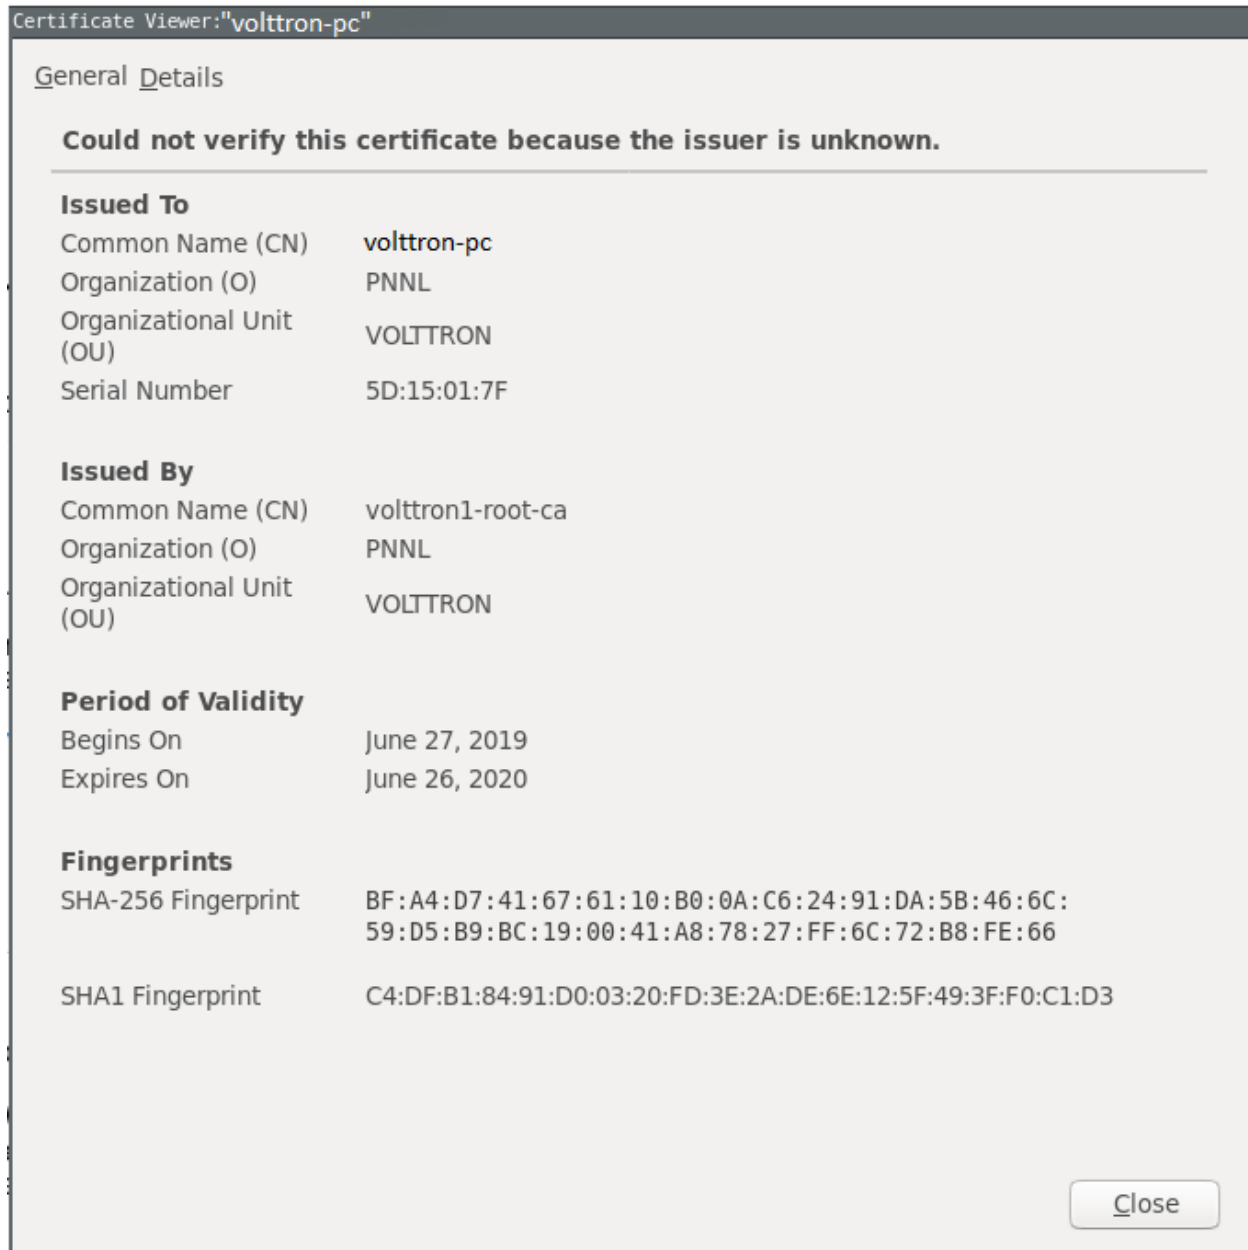 Certificate Viewer:"volttron-pc"
General Details
Could not verify this certificate because the issuer is unknown.
Issued To
Common Name (CN) volttron-pc
Organization (O) PNNL
Organizational Unit
(OU) VOLTTRON
Serial Number 5D:15:01:7F
Issued By
Common Name (CN) volttron1-root-ca
Organization (O) PNNL
Organizational Unit
(OU) VOLTTRON
Period of Validity
Begins On June 27, 2019
Expires On June 26, 2020
Fingerprints
SHA-256 Fingerprint BF:A4:D7:41:67:61:10:B0:0A:C6:24:91:DA:5B:46:6C:
59:D5:B9:BC:19:00:41:A8:78:27:FF:6C:72:B8:FE:66
SHA1 Fingerprint C4:DF:B1:84:91:D0:03:20:FD:3E:2A:DE:6E:12:5F:49:3F:F0:C1:D3
Close